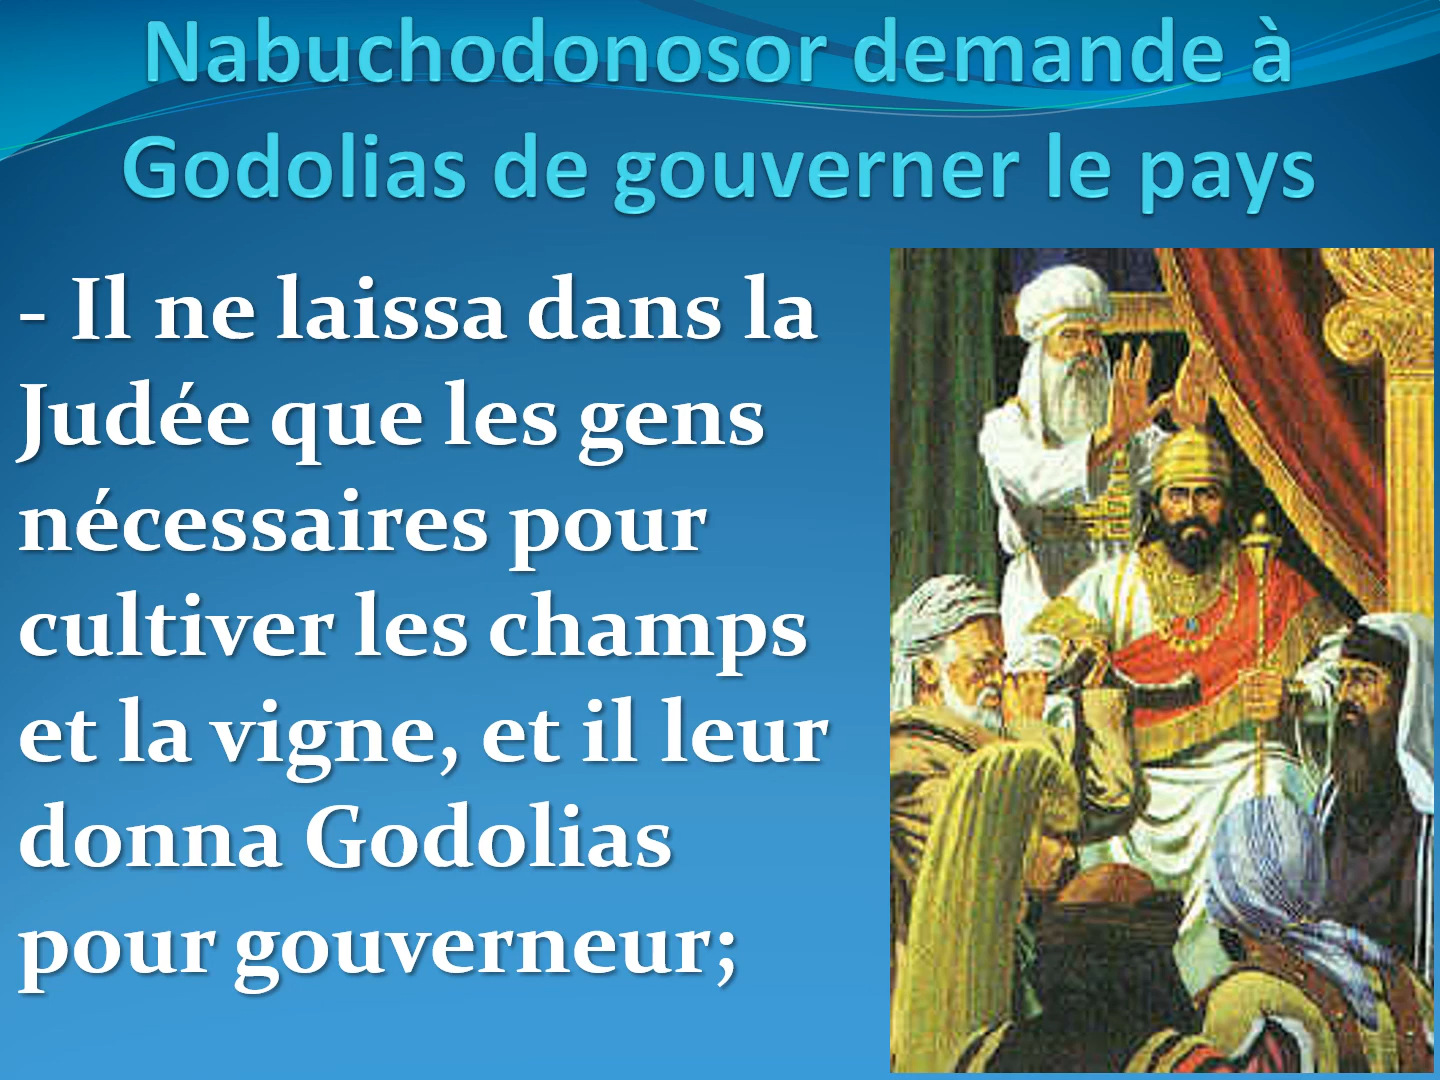 Nabuchodonosor demande à
Godolias de gouverner le pays
- Il ne laissa dans la
Judée que les gens
nécessaires pour
cultiver les champs
et la vigne, et il leur
donna Godolias
pour gouverneur;